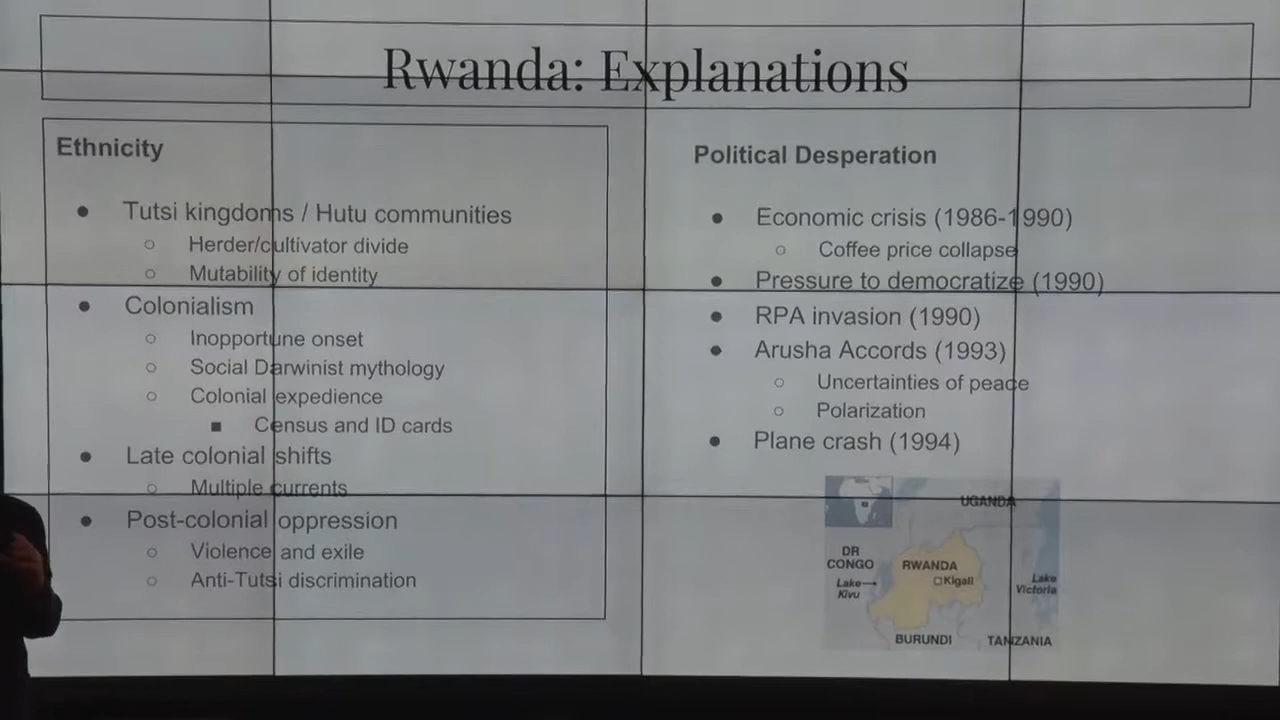 Rwanda: Explanations
Ethnicity
● Tutsi kingdoms / Hutu communities
○ Herder/cultivator divide
○ Mutability of identity
● Colonialism
○ Inopportune onset
○ Social Darwinist mythology
○ Colonial expedience
■ Census and ID cards
● Late colonial shifts
○ Multiple currents
● Post-colonial oppression
○ Violence and exile
○ Anti-Tutsi discrimination
Political Desperation
● Economic crisis (1986-1990)
○ Coffee price collapse
● Pressure to democratize (1990)
● RPA invasion (1990)
● Arusha Accords (1993)
○ Uncertainties of peace
○ Polarization
● Plane crash (1994)
UGANDA
DR
CONGO
RWANDA
Kigali
Lake
Kivu
Lake
Victoria
BURUNDI
TANZANIA